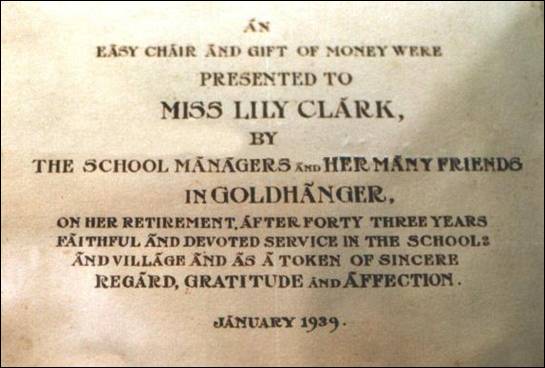 AN
EASY CHAIR AND GIFT OF MONEY WERE
PRESENTED TO
MISS LILY CLARK,
BY
THE SCHOOL MANAGERS AND HER MANY FRIENDS
IN GOLDHANGER,
ON HER RETIREMENT, AFTER FORTY THREE YEARS
FAITHFUL AND DEVOTED SERVICE IN THE SCHOOLS
AND VILLAGE AND AS A TOKEN OF SINCERE
REGARD, GRATITUDE AND AFFECTION.
JANUARY 1939.